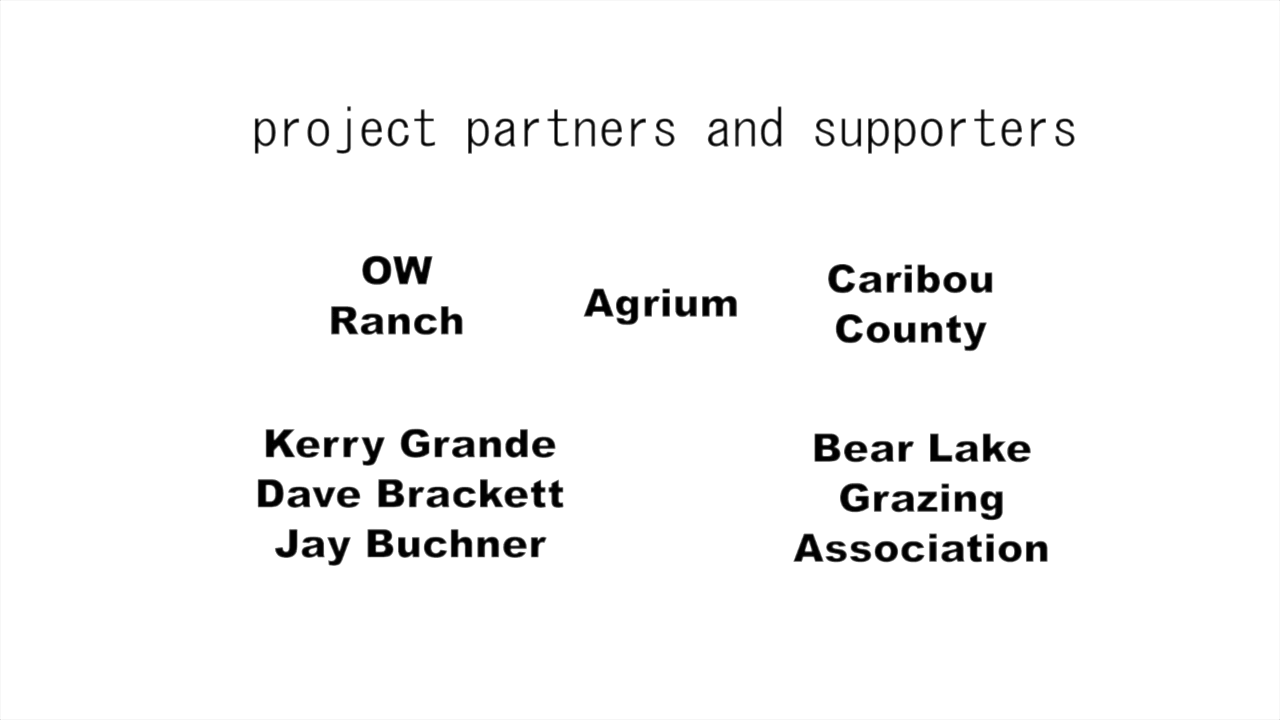 project partners and supporters
OW
Ranch
Agrium
Caribou
County
Kerry Grande
Dave Brackett
Jay Buchner
Bear Lake
Grazing
Association